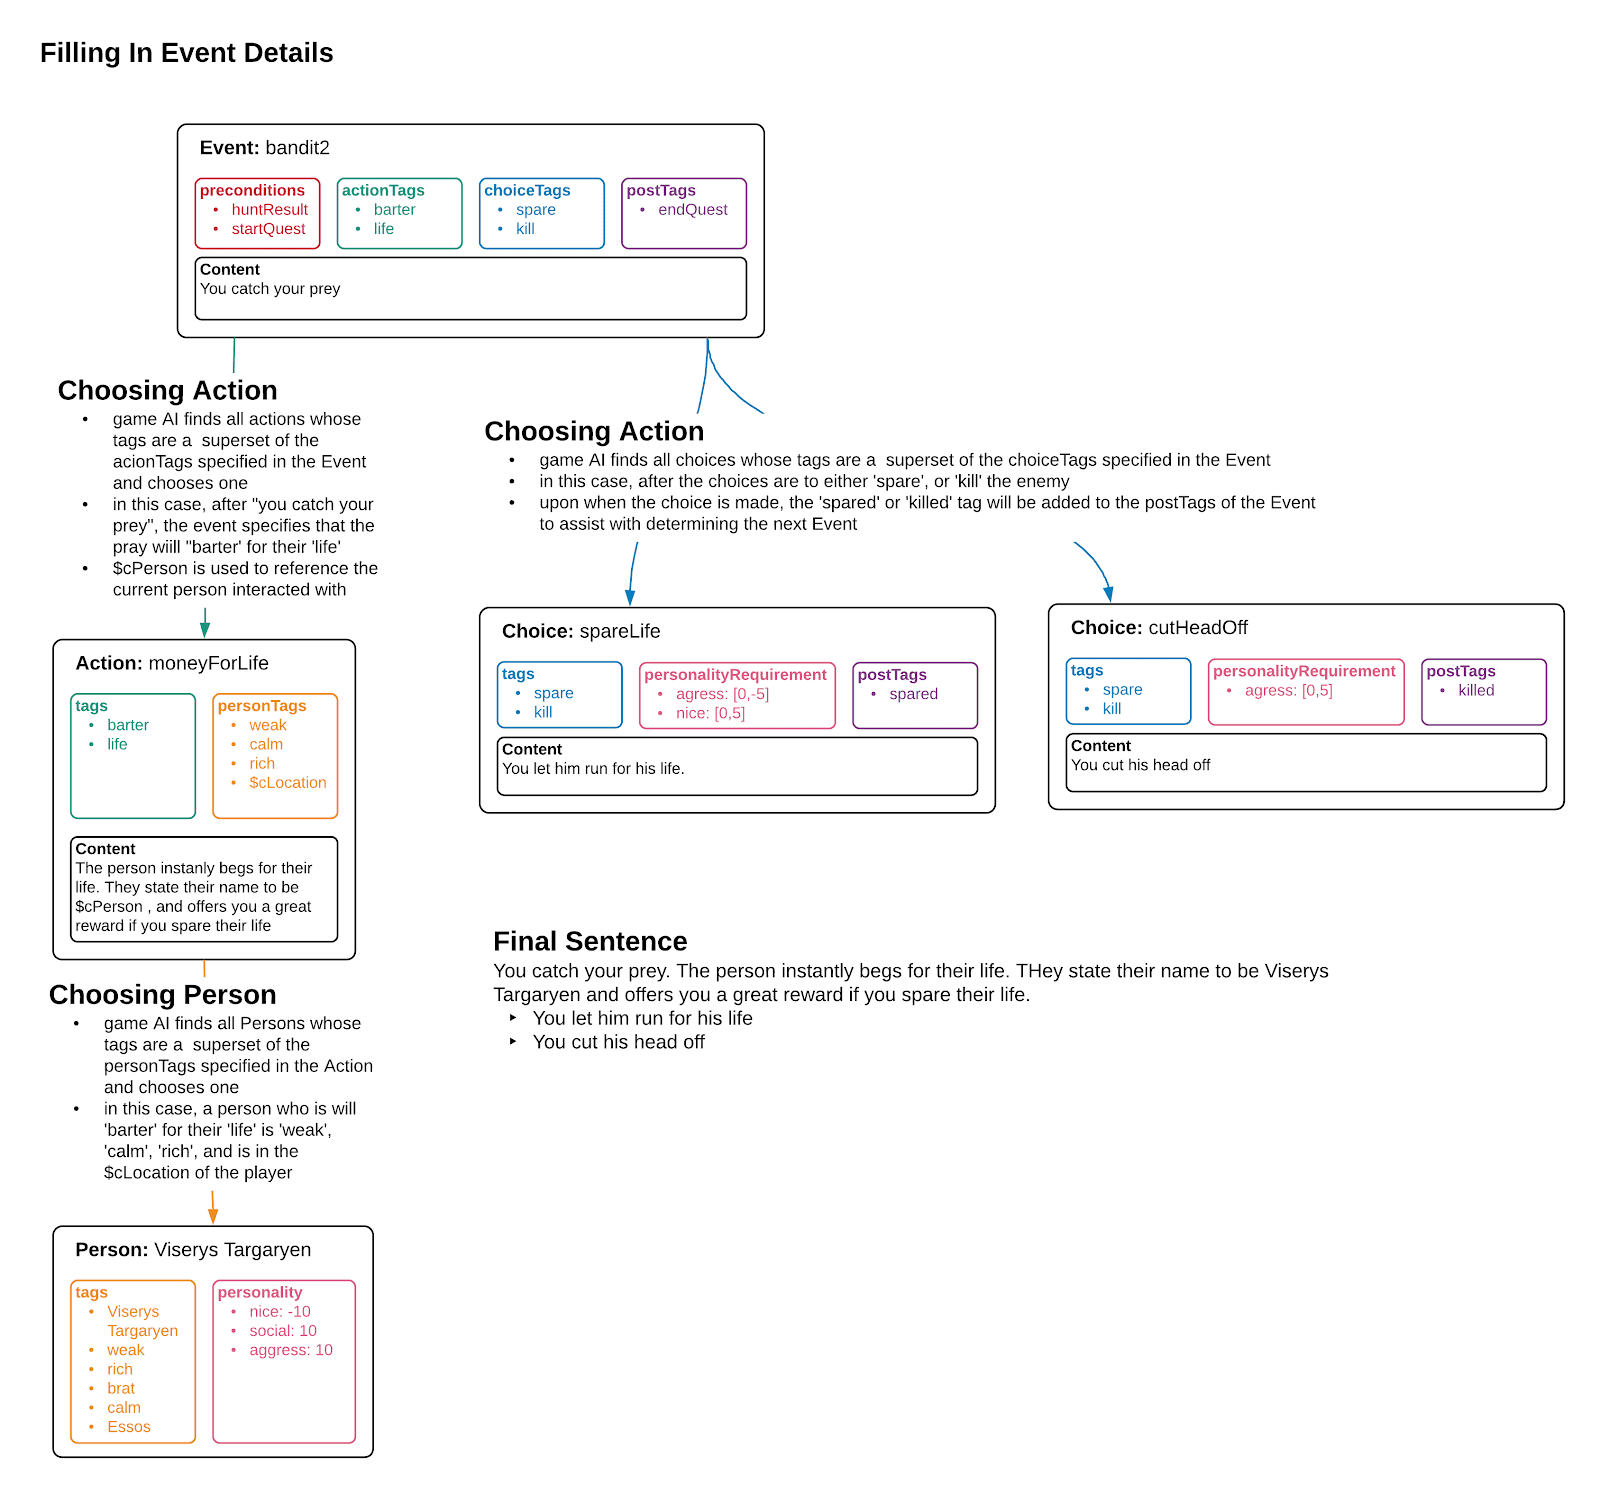 Filling In Event Details
Event: bandit2
preconditions
• huntResult
• startQuest
actionTags
• barter
• life
choiceTags
• spare
• kill
postTags
• endQuest
Content
You catch your prey
Choosing Action
• game AI finds all actions whose
tags are a  superset of the
acionTags specified in the Event
and chooses one
• in this case, after "you catch your
prey", the event specifies that the
pray wiill "barter' for their 'life'
• $cPerson is used to reference the
current person interacted with
Choosing Action
• game AI finds all choices whose tags are a  superset of the choiceTags specified in the Event
• in this case, after the choices are to either 'spare', or 'kill' the enemy
• upon when the choice is made, the 'spared' or 'killed' tag will be added to the postTags of the Event
to assist with determining the next Event
Action: moneyForLife
tags
• barter
• life
personTags
• weak
• calm
• rich
• $cLocation
Content
The person instanly begs for their
life. They state their name to be
$cPerson , and offers you a great
reward if you spare their life
Choice: spareLife
tags
• spare
• kill
personalityRequirement
• agress: [0,-5]
• nice: [0,5]
postTags
• spared
Content
You let him run for his life.
Choice: cutHeadOff
tags
• spare
• kill
personalityRequirement
• agress: [0,5]
postTags
• killed
Content
You cut his head off
Choosing Person
• game AI finds all Persons whose
tags are a  superset of the
personTags specified in the Action
and chooses one
• in this case, a person who is will
'barter' for their 'life' is 'weak',
'calm', 'rich', and is in the
$cLocation of the player
Final Sentence
You catch your prey. The person instantly begs for their life. THey state their name to be Viserys
Targaryen and offers you a great reward if you spare their life.
‣ You let him run for his life
‣ You cut his head off
Person: Viserys Targaryen
tags
• Viserys
Targaryen
• weak
• rich
• brat
• calm
• Essos
personality
• nice: -10
• social: 10
• aggress: 10